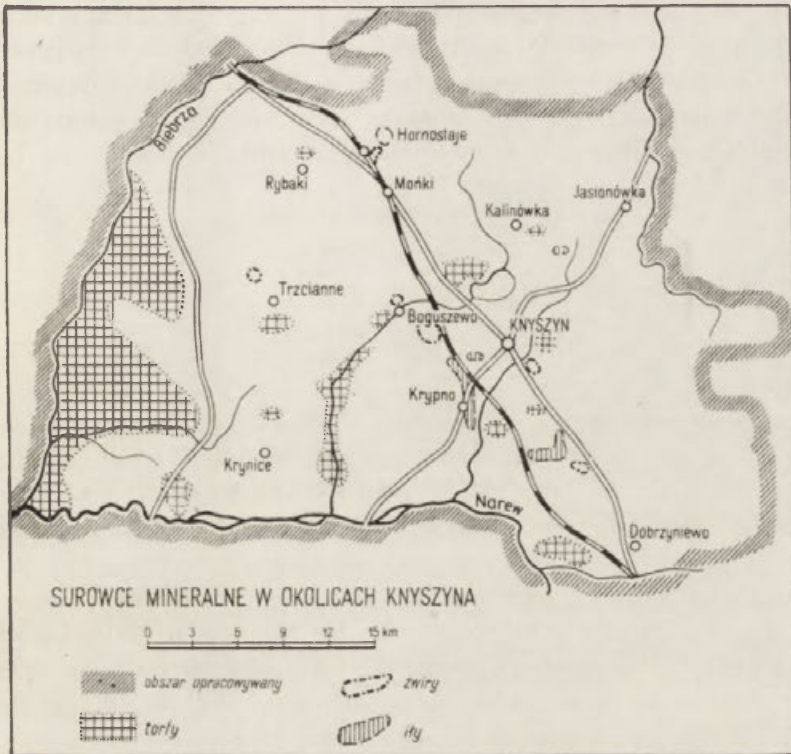 Biebrza
Hornostaje
Rybaki
Mońki
Kalinówka
Jasionówka
Trzcianne
Boguszewo
KNYSZYN
Krypno
Krynice
Narew
Dobrzyniewo
SUROWCE MINERALNE W OKOLICACH KNYSZYNA
0 3 6 9 12 15 km
obszar opracowywany
żwiry
torfy
iły